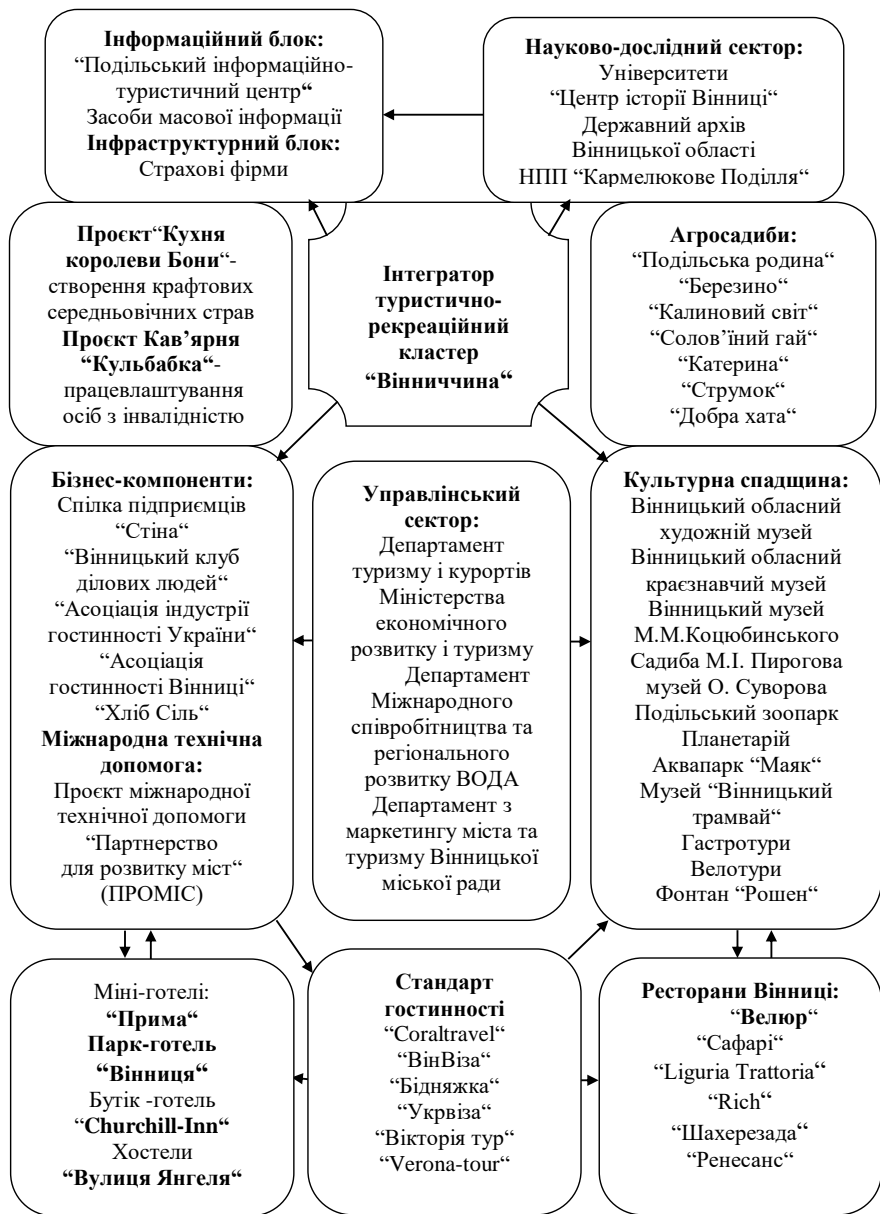 Інформаційний блок:
“Подільський інформаційно-
туристичний центр“
Засоби масової інформації
Інфраструктурний блок:
Страхові фірми
Науково-дослідний сектор:
Університети
“Центр історії Вінниці“
Державний архів
Вінницької області
НПП “Кармелюкове Поділля“
Проєкт“Кухня
королеви Бони“-
створення крафтових
середньовічних страв
Проєкт Кав’ярня
“Кульбабка“-
працевлаштування
осіб з інвалідністю
Інтегратор
туристично-
рекреаційний
кластер
“Вінниччина“
Агросадиби:
“Подільська родина“
“Березино“
“Калиновий світ“
“Солов’їний гай“
“Катерина“
“Струмок“
“Добра хата“
Бізнес-компоненти:
Спілка підприємців
“Стіна“
“Вінницький клуб
ділових людей“
“Асоціація індустрії
гостинності України“
“Асоціація
гостинності Вінниці“
“Хліб Сіль“
Міжнародна технічна
допомога:
Проєкт міжнародної
технічної допомоги
“Партнерство
для розвитку міст“
(ПРОМІС)
Управлінський
сектор:
Департамент
туризму і курортів
Міністерства
економічного
розвитку і туризму
Департамент
Міжнародного
співробітництва та
регіонального
розвитку ВОДА
Департамент з
маркетингу міста та
туризму Вінницької
міської ради
Культурна спадщина:
Вінницький обласний
художній музей
Вінницький обласний
краєзнавчий музей
Вінницький музей
М.М.Коцюбинського
Садиба М.І. Пирогова
музей О. Суворова
Подільський зоопарк
Планетарій
Аквапарк “Маяк“
Музей “Вінницький
трамвай“
Гастротури
Велотури
Фонтан “Рошен“
Міні-готелі:
“Прима“
Парк-готель
“Вінниця“
Бутік -готель
“Churchill-Inn“
Хостели
“Вулиця Янгеля“
Стандарт
гостинності
“Coraltravel“
“ВінВіза“
“Бідняжка“
“Укрвіза“
“Вікторія тур“
“Verona-tour“
Ресторани Вінниці:
“Велюр“
“Сафарі“
“Liguria Trattoria“
“Rich“
“Шахерезада“
“Ренесанс“